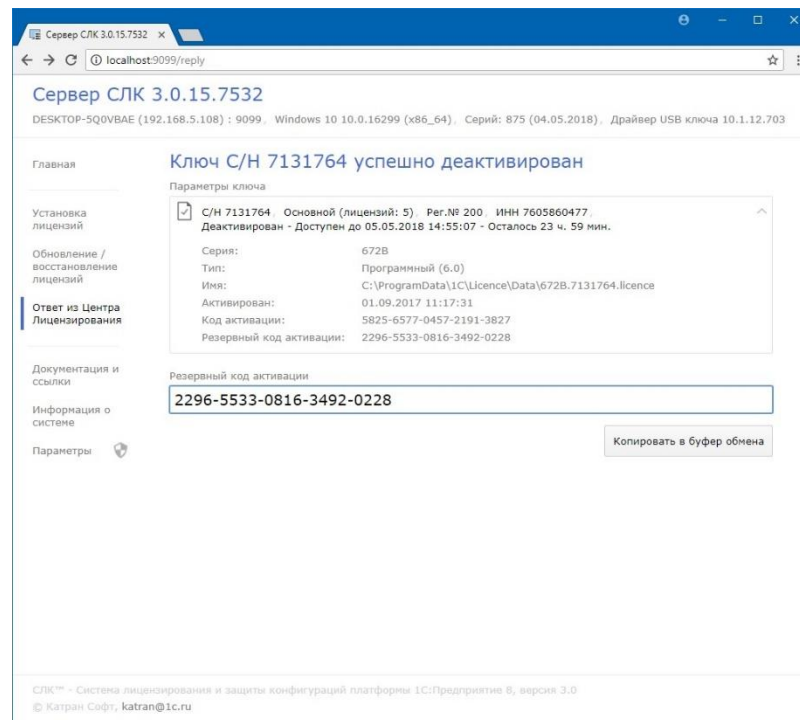 Сервер СЛК 3.0.15.7532
localhost:9099/reply
Сервер СЛК 3.0.15.7532
DESKTOP-5Q0VBAE (192.168.5.108) : 9099, Windows 10 10.0.16299 (x86_64), Серий: 875 (04.05.2018), Драйвер USB ключа 10.1.12.703
Главная
Установка
лицензий
Обновление /
восстановление
лицензий
Ответ из Центра
Лицензирования
Документация и
ссылки
Информация о
системе
Параметры
Ключ С/Н 7131764 успешно деактивирован
Параметры ключа
С/Н 7131764, Основной (лицензий: 5), Рег.№ 200, ИНН 7605860477,
Деактивирован - Доступен до 05.05.2018 14:55:07 - Осталось 23 ч. 59 мин.
Серия: 672B
Тип: Программный (6.0)
Имя: C:\ProgramData\1C\Licence\Data\672B.7131764.licence
Активирован: 01.09.2017 11:17:31
Код активации: 5825-6577-0457-2191-3827
Резервный код активации: 2296-5533-0816-3492-0228
Резервный код активации
2296-5533-0816-3492-0228
Копировать в буфер обмена
СЛК™ - Система лицензирования и защиты конфигураций платформы 1С:Предприятие 8, версия 3.0
© Катран Софт, katran@1c.ru